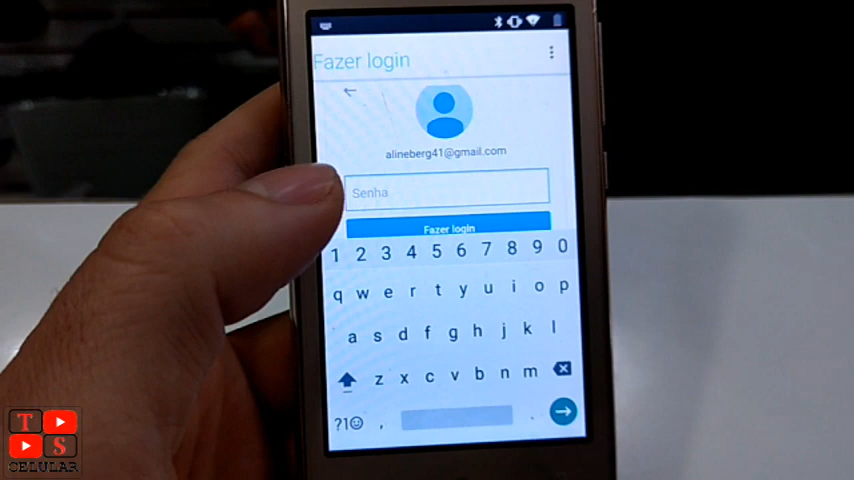 Fazer login
alineberg41@gmail.com
Senha
Fazer login
1 2 3 4 5 6 7 8 9 0
q w e r t y u i o p
a s d f g h j k l
z x c v b n m
?1☺ , .
T
S
CELULAR